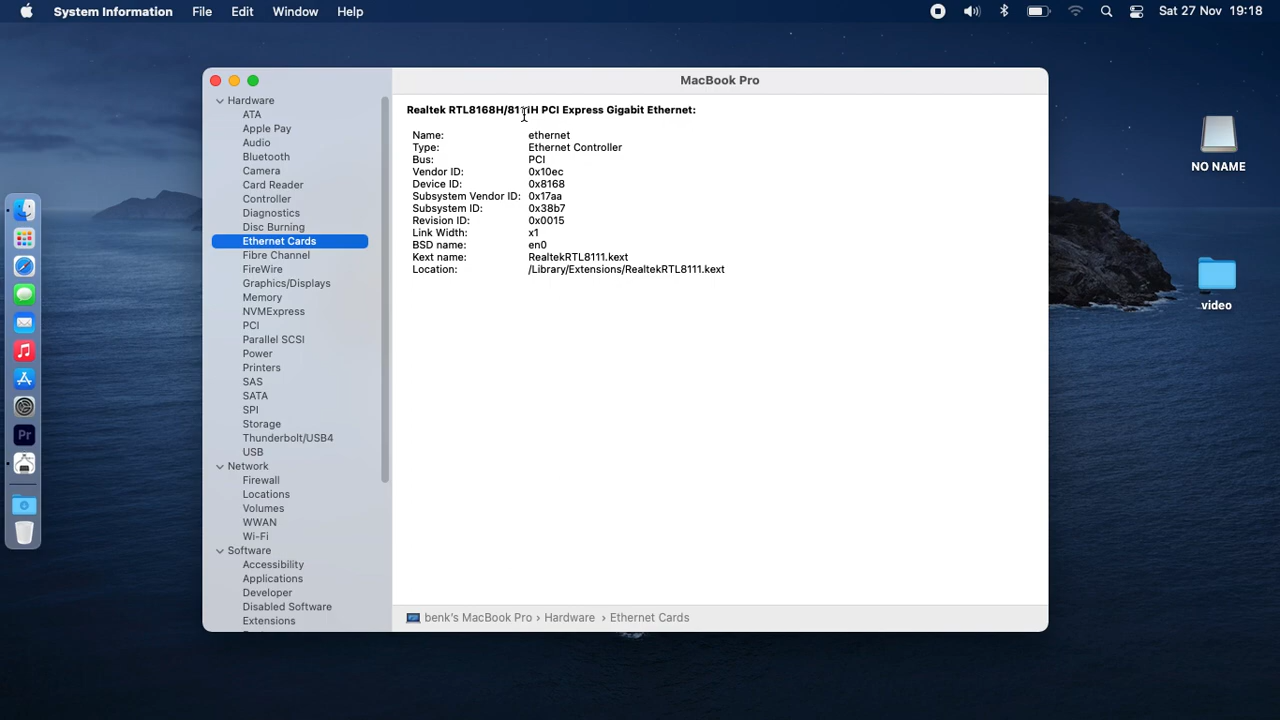 System Information File Edit Window Help Sat 27 Nov 19:18
MacBook Pro
Hardware
ATA
Apple Pay
Audio
Bluetooth
Camera
Card Reader
Controller
Diagnostics
Disc Burning
Ethernet Cards
Fibre Channel
FireWire
Graphics/Displays
Memory
NVMExpress
PCI
Parallel SCSI
Power
Printers
SAS
SATA
SPI
Storage
Thunderbolt/USB4
USB
Network
Firewall
Locations
Volumes
WWAN
Wi-Fi
Software
Accessibility
Applications
Developer
Disabled Software
Extensions
Realtek RTL8168H/8111H PCI Express Gigabit Ethernet:
Name: ethernet
Type: Ethernet Controller
Bus: PCI
Vendor ID: 0x10ec
Device ID: 0x8168
Subsystem Vendor ID: 0x17aa
Subsystem ID: 0x38b7
Revision ID: 0x0015
Link Width: x1
BSD name: en0
Kext name: RealtekRTL8111.kext
Location: /Library/Extensions/RealtekRTL8111.kext
benk's MacBook Pro › Hardware › Ethernet Cards
NO NAME
video
Pr